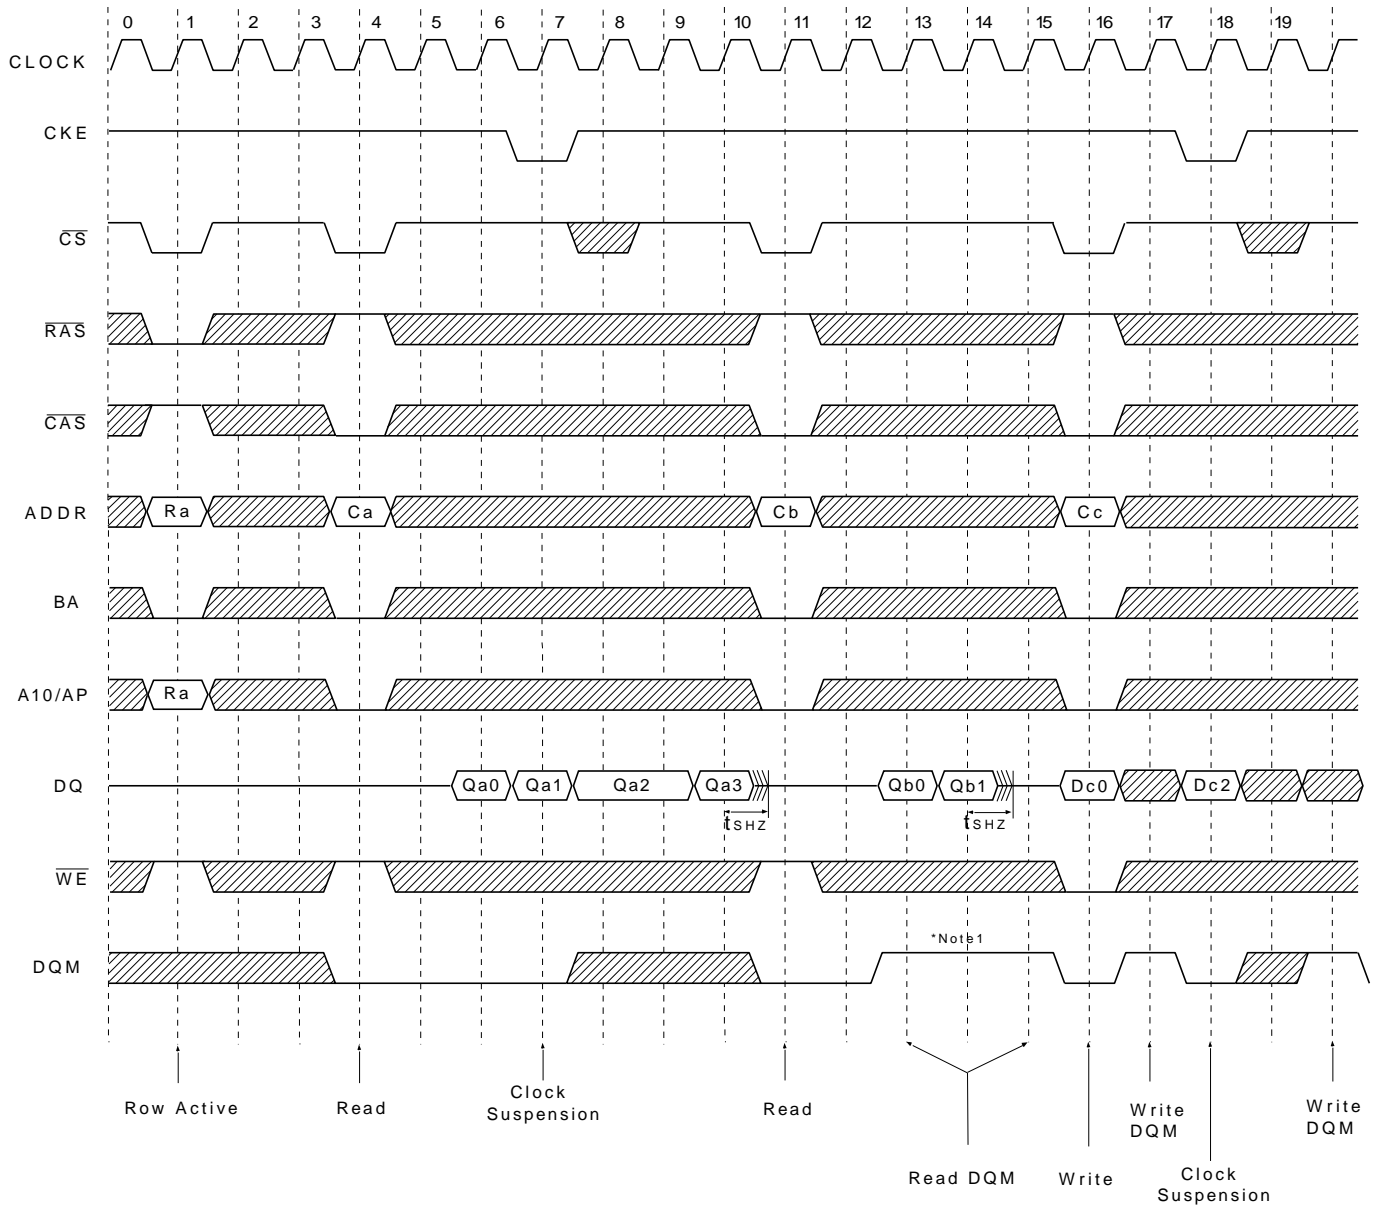 0 1 2 3 4 5 6 7 8 9 10 11 12 13 14 15 16 17 18 19
CLOCK
CKE
CS
RAS
CAS
ADDR Ra Ca Cb Cc
BA
A10/AP Ra
DQ Qa0 Qa1 Qa2 Qa3 Qb0 Qb1 Dc0 Dc2
tSHZ tSHZ
WE
*Note1
DQM
Row Active Read Clock Suspension Read Write DQM Write DQM
Read DQM Write Clock Suspension